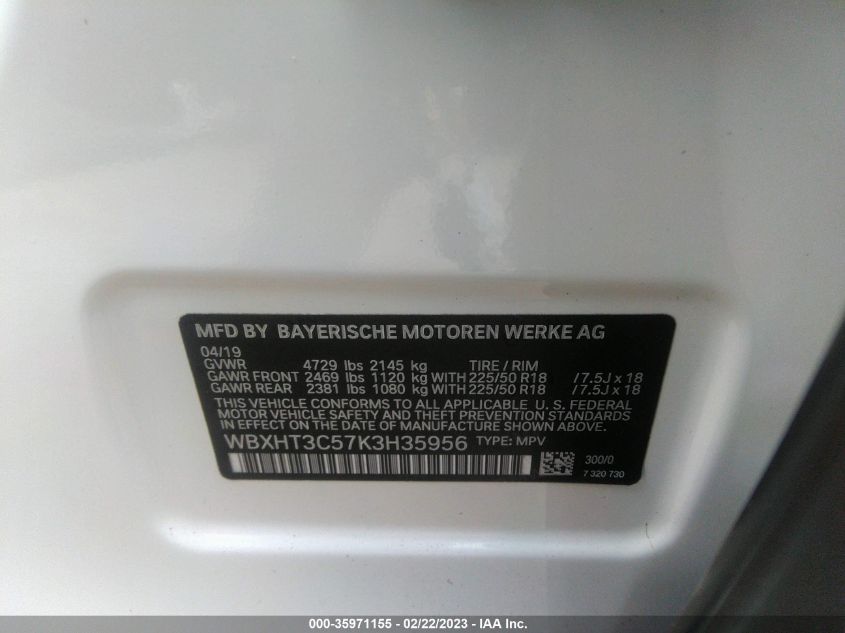 MFD BY BAYERISCHE MOTOREN WERKE AG
04/19
GVWR 4729 lbs 2145 kg TIRE / RIM
GAWR FRONT 2469 lbs 1120 kg WITH 225/50 R18 / 7.5J x 18
GAWR REAR 2381 lbs 1080 kg WITH 225/50 R18 / 7.5J x 18
THIS VEHICLE CONFORMS TO ALL APPLICABLE U. S. FEDERAL
MOTOR VEHICLE SAFETY AND THEFT PREVENTION STANDARDS
IN EFFECT ON THE DATE OF MANUFACTURE SHOWN ABOVE.
WBXHT3C57K3H35956 TYPE: MPV
300/0
7 320 730
000-35971155 - 02/22/2023 - IAA Inc.